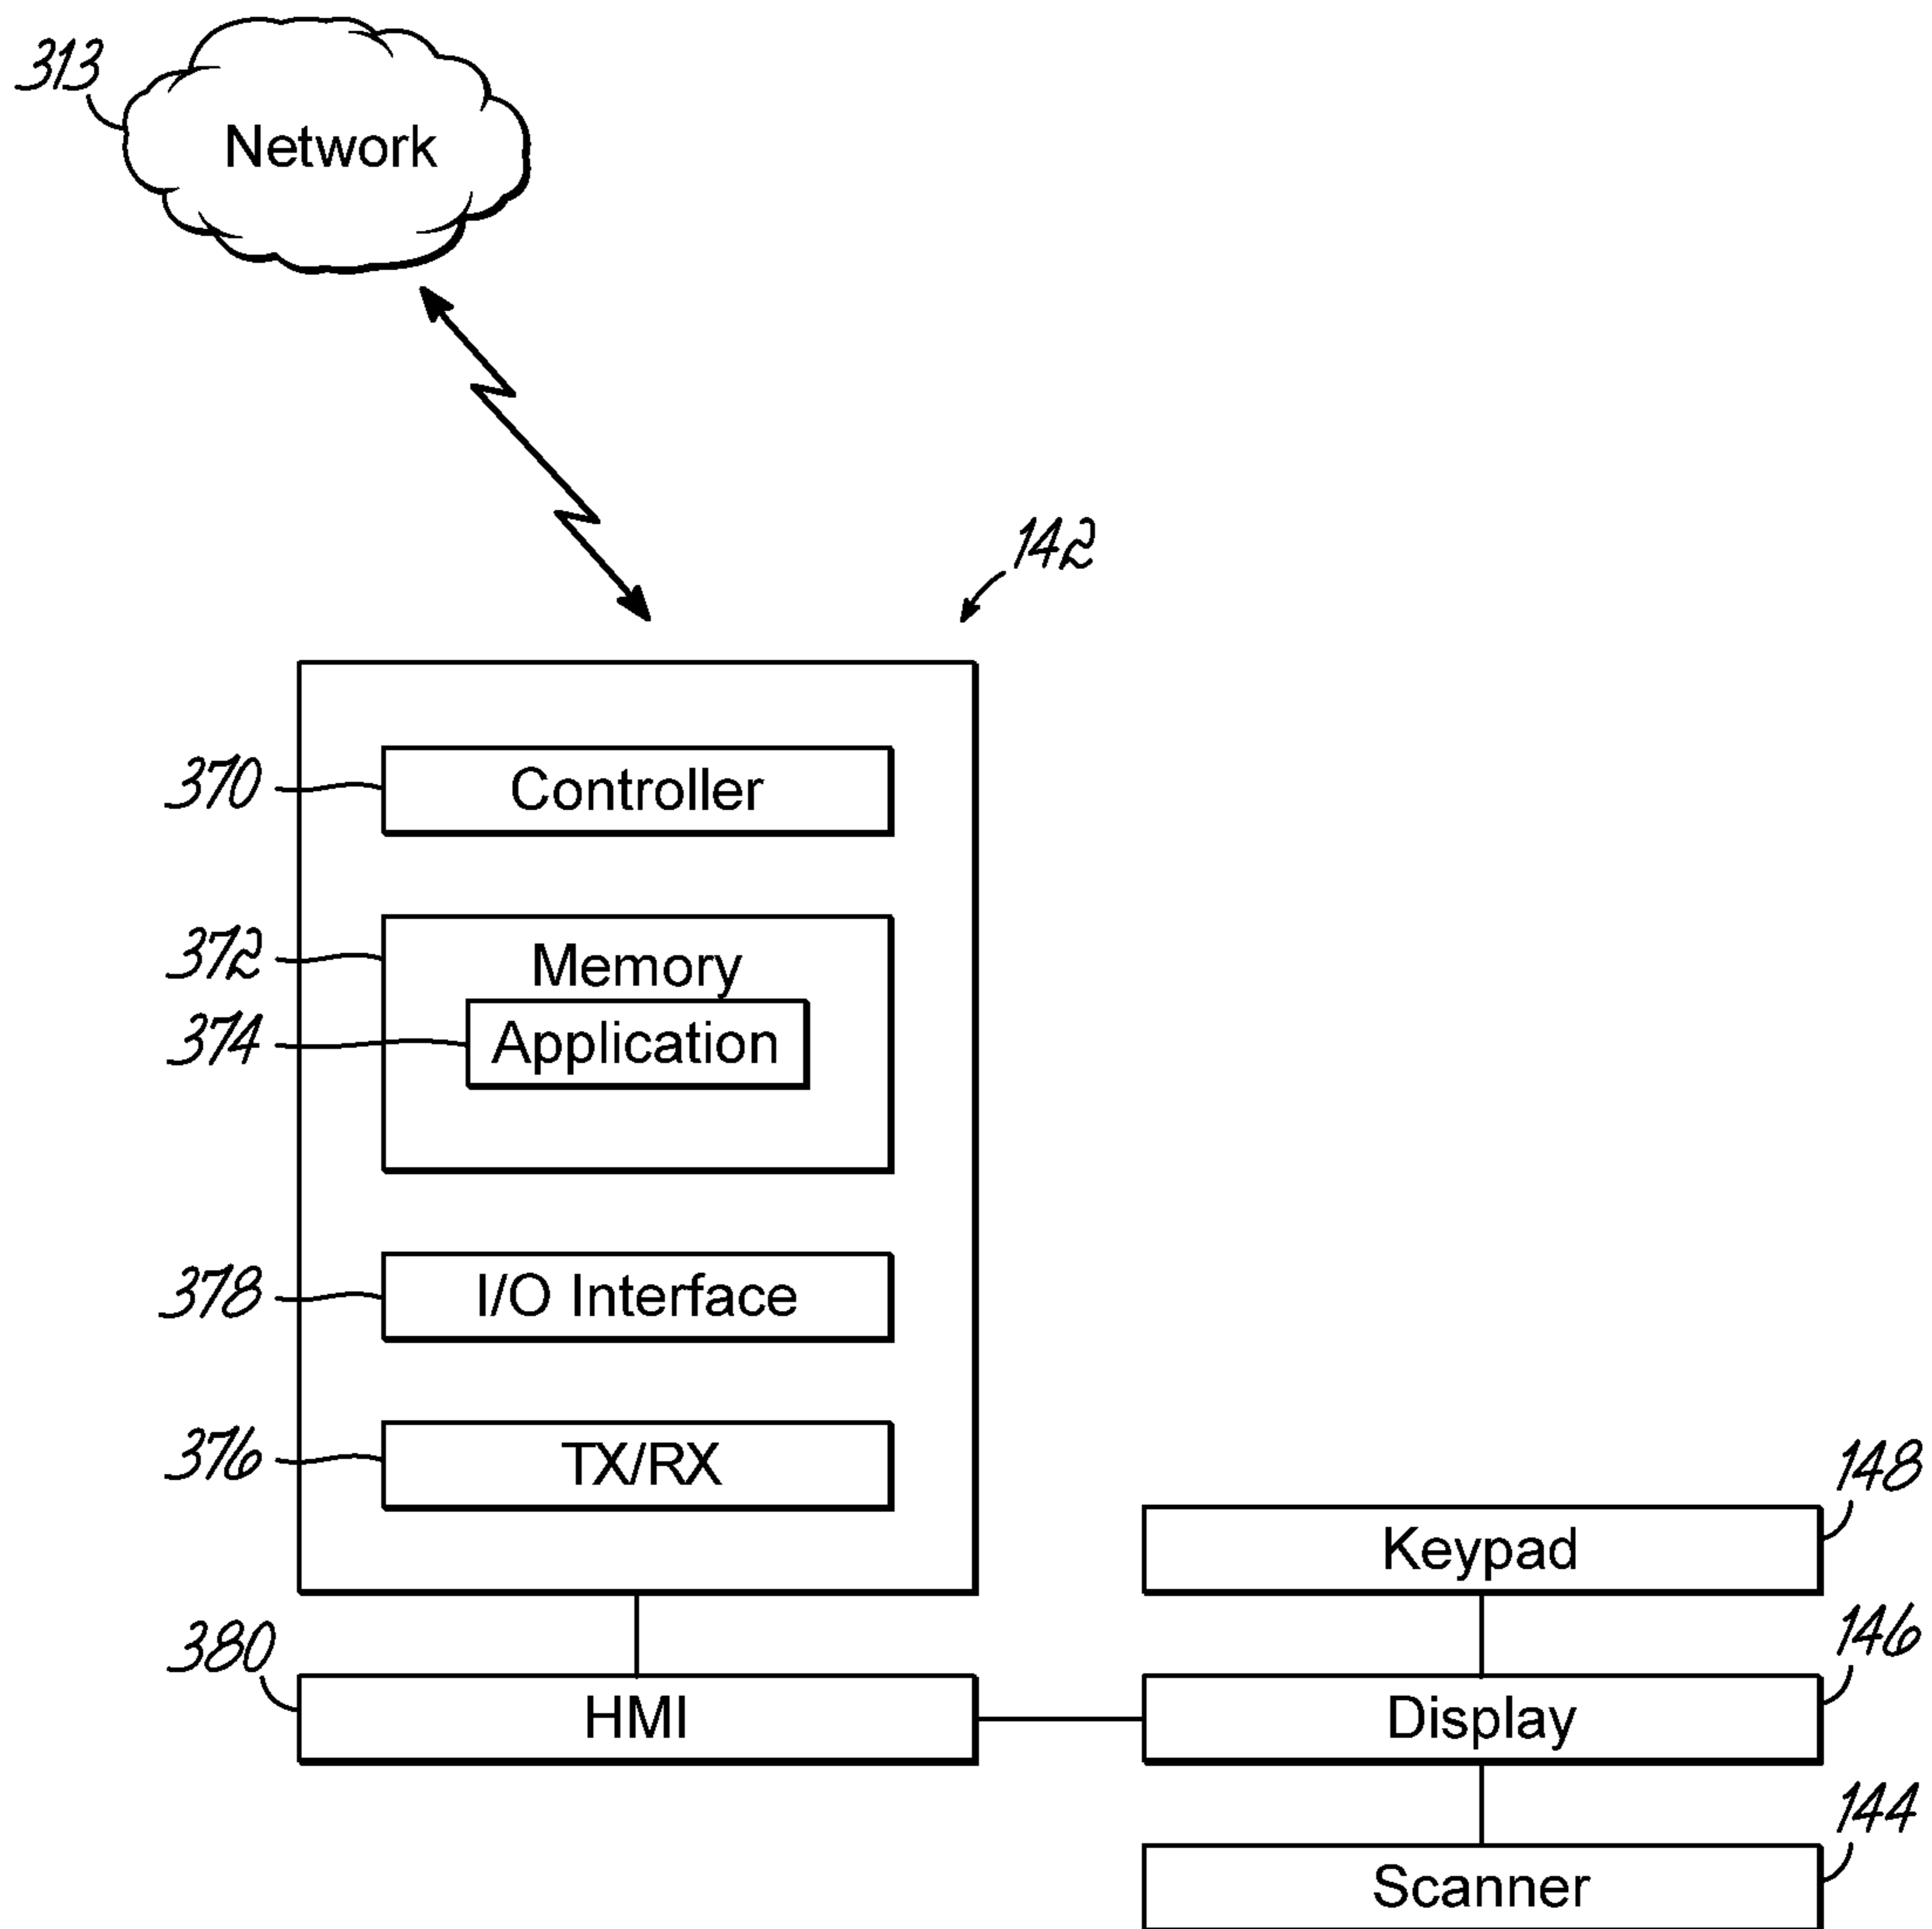 313
Network
142
370
Controller
372
Memory
374
Application
378
I/O Interface
376
TX/RX
148
Keypad
380
HMI
146
Display
144
Scanner